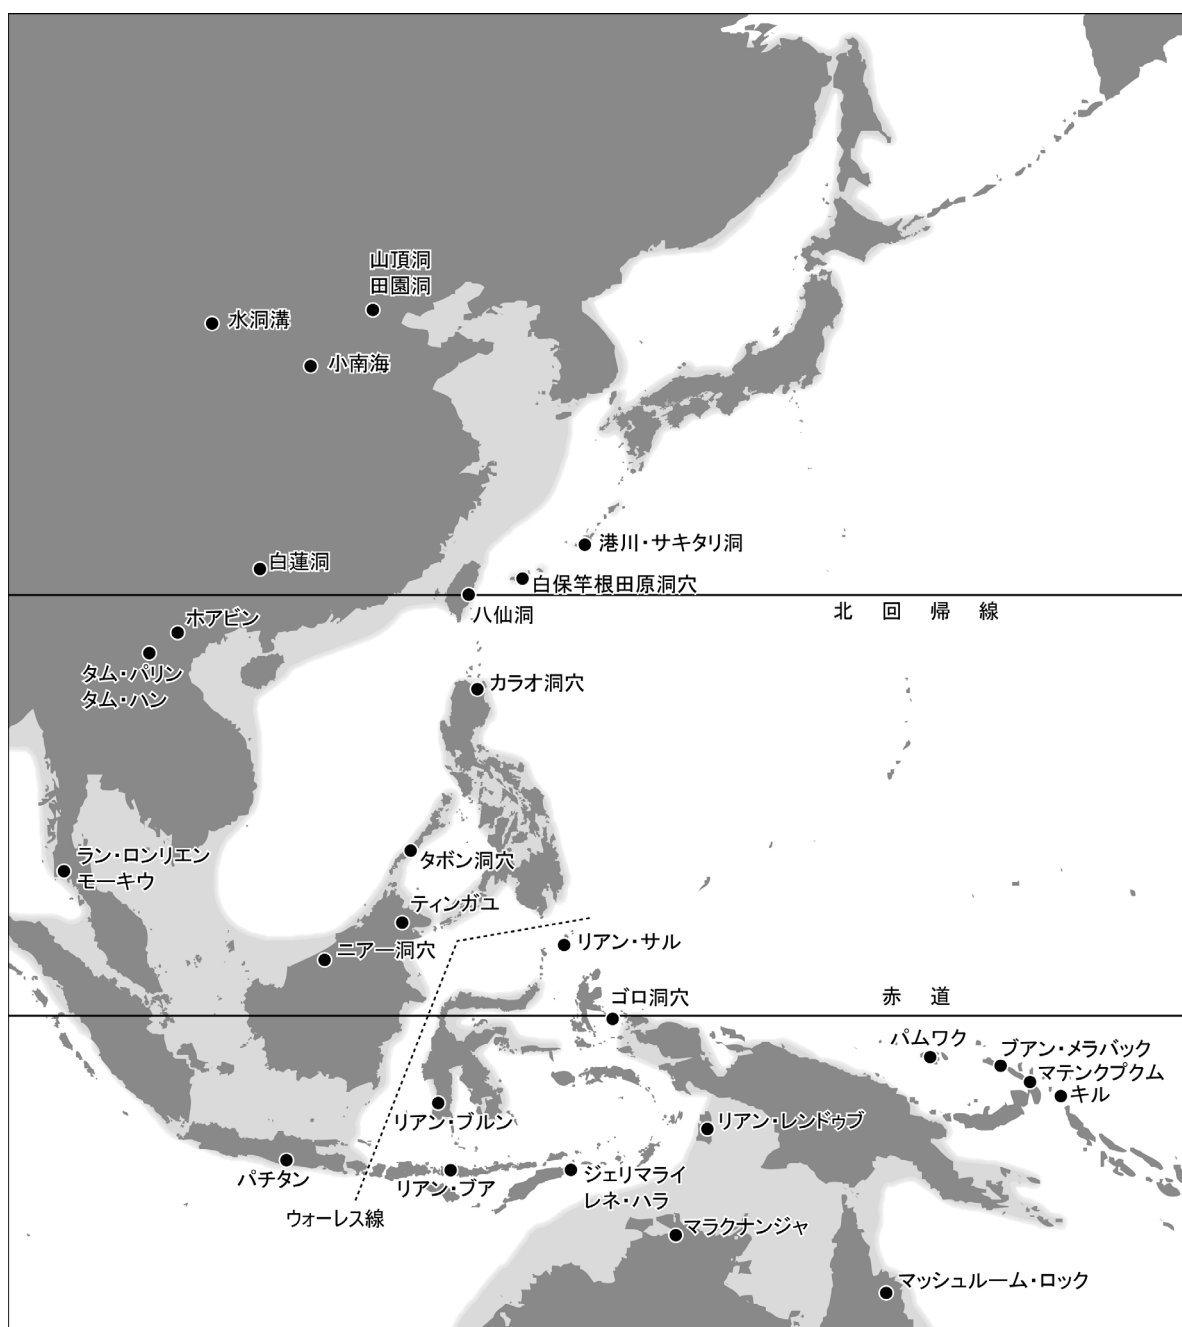 山頂洞
田園洞
水洞溝
小南海
港川・サキタリ洞
白蓮洞
白保竿根田原洞穴
八仙洞
北回帰線
ホアビン
タム・パリン
タム・ハン
カラオ洞穴
ラン・ロンリエン
モーキウ
タボン洞穴
ティンガユ
ニアー洞穴
リアン・サル
ゴロ洞穴
赤道
パムワク
ブアン・メラバック
マテンクプクム
キル
リアン・ブルン
リアン・レンドゥブ
パチタン
リアン・ブア
ジェリマライ
レネ・ハラ
ウォーレス線
マラクナンジャ
マッシュルーム・ロック